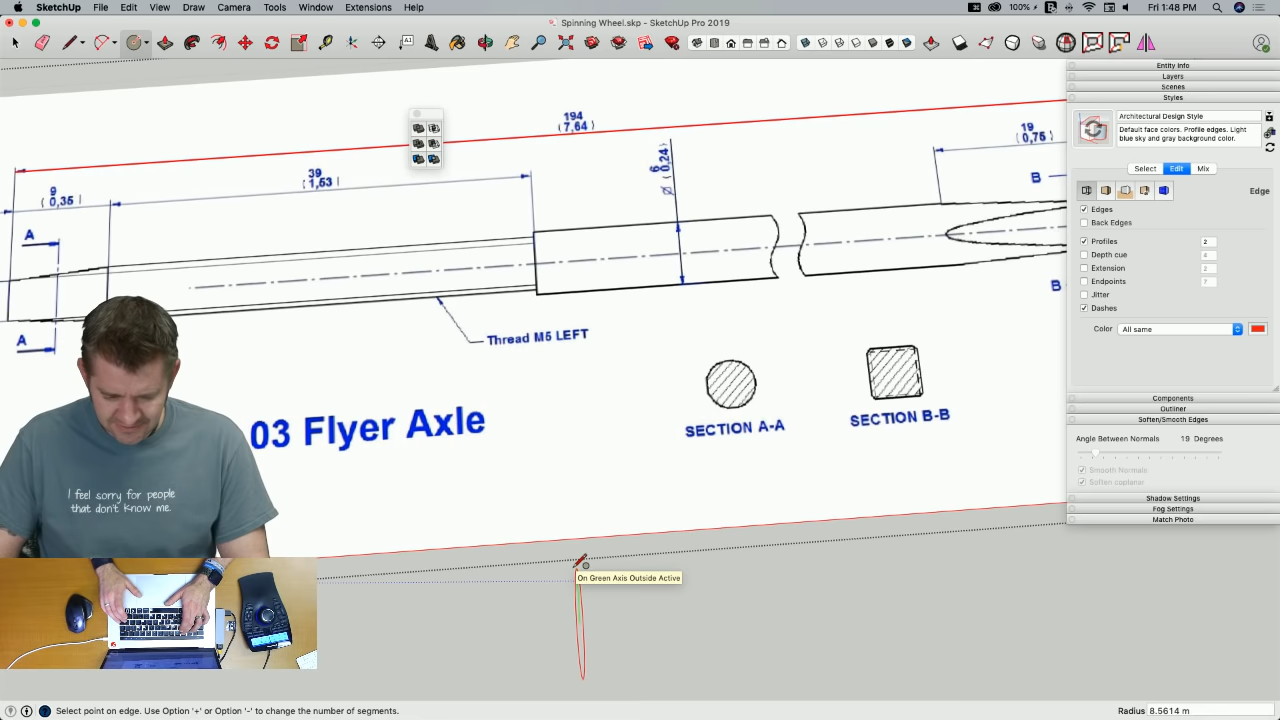 SketchUp File Edit View Draw Camera Tools Window Extensions Help
100% Fri 1:48 PM
Spinning Wheel.skp - SketchUp Pro 2019
Entity Info
Layers
Scenes
Styles
Architectural Design Style
Default face colors. Profile edges. Light
blue sky and gray background color.
Select Edit Mix
Edge
Edges
Back Edges
Profiles 2
Depth cue 4
Extension 2
Endpoints 7
Jitter
Dashes
Color All same
Components
Outliner
Soften/Smooth Edges
Angle Between Normals 19 Degrees
Smooth Normals
Soften coplanar
Shadow Settings
Fog Settings
Match Photo
194
(7,64)
19
(0,75)
39
(1,53)
9
(0,35)
Ø 6
(0,24)
A
A
B
B
Thread M5 LEFT
03 Flyer Axle
SECTION A-A
SECTION B-B
I feel sorry for people
that don't know me.
On Green Axis Outside Active
Select point on edge. Use Option '+' or Option '-' to change the number of segments.
Radius 8.5614 m